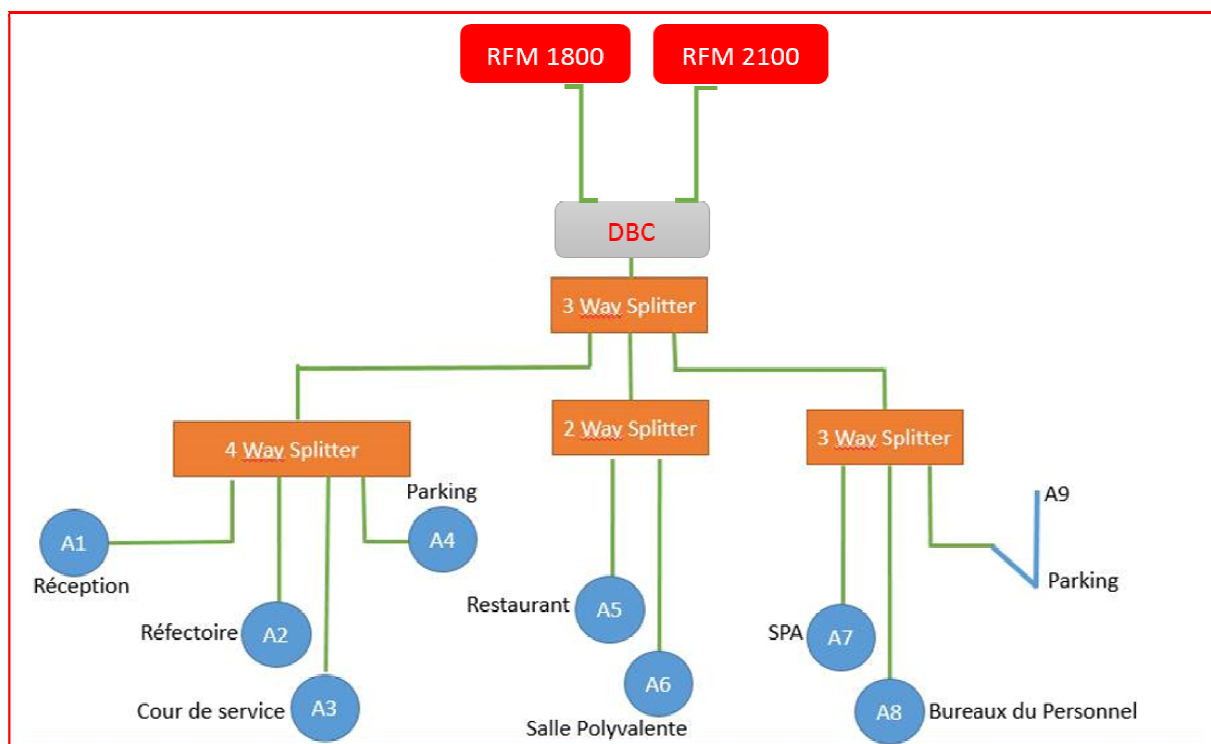 RFM 1800
RFM 2100
DBC
3 Way Splitter
4 Way Splitter
2 Way Splitter
3 Way Splitter
A1
Réception
A2
Réfectoire
A3
Cour de service
Parking
A4
Restaurant
A5
A6
Salle Polyvalente
SPA
A7
A8
Bureaux du Personnel
A9
Parking